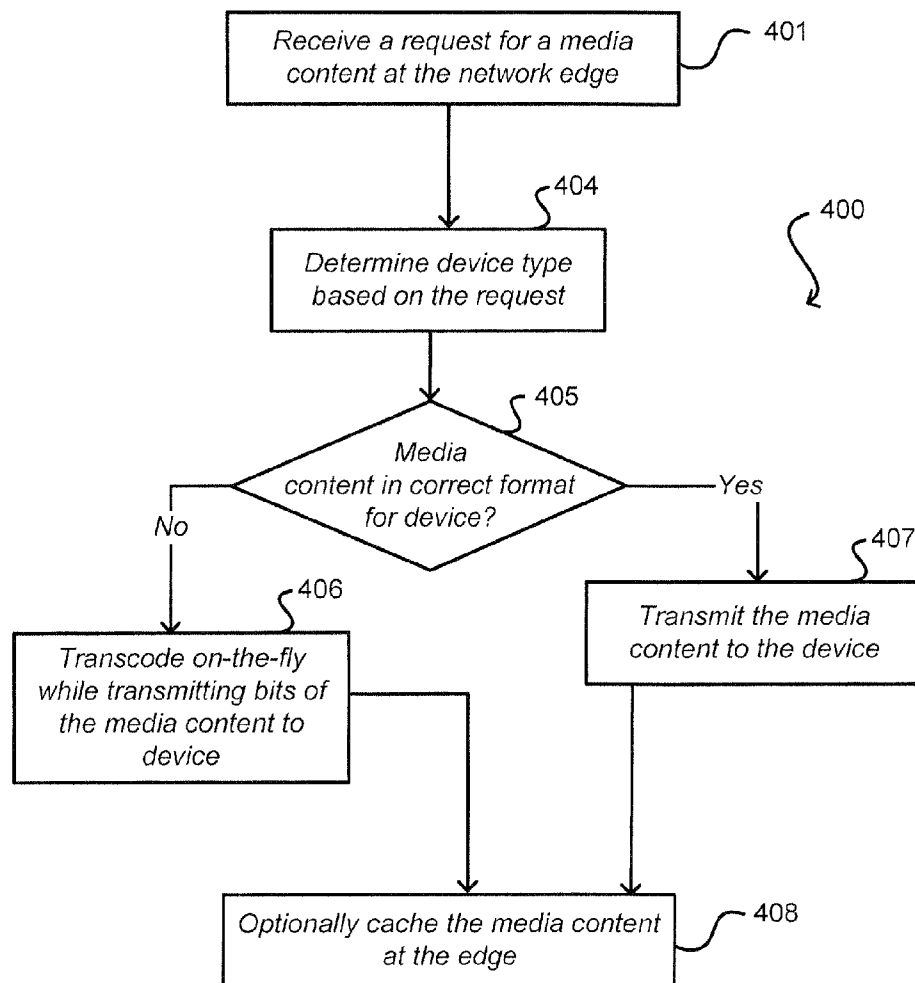 Receive a request for a media
content at the network edge
401
404
400
Determine device type
based on the request
405
Media
content in correct format
for device?
Yes
No
407
406
Transmit the media
content to the device
Transcode on-the-fly
while transmitting bits of
the media content to
device
Optionally cache the media content
at the edge
408